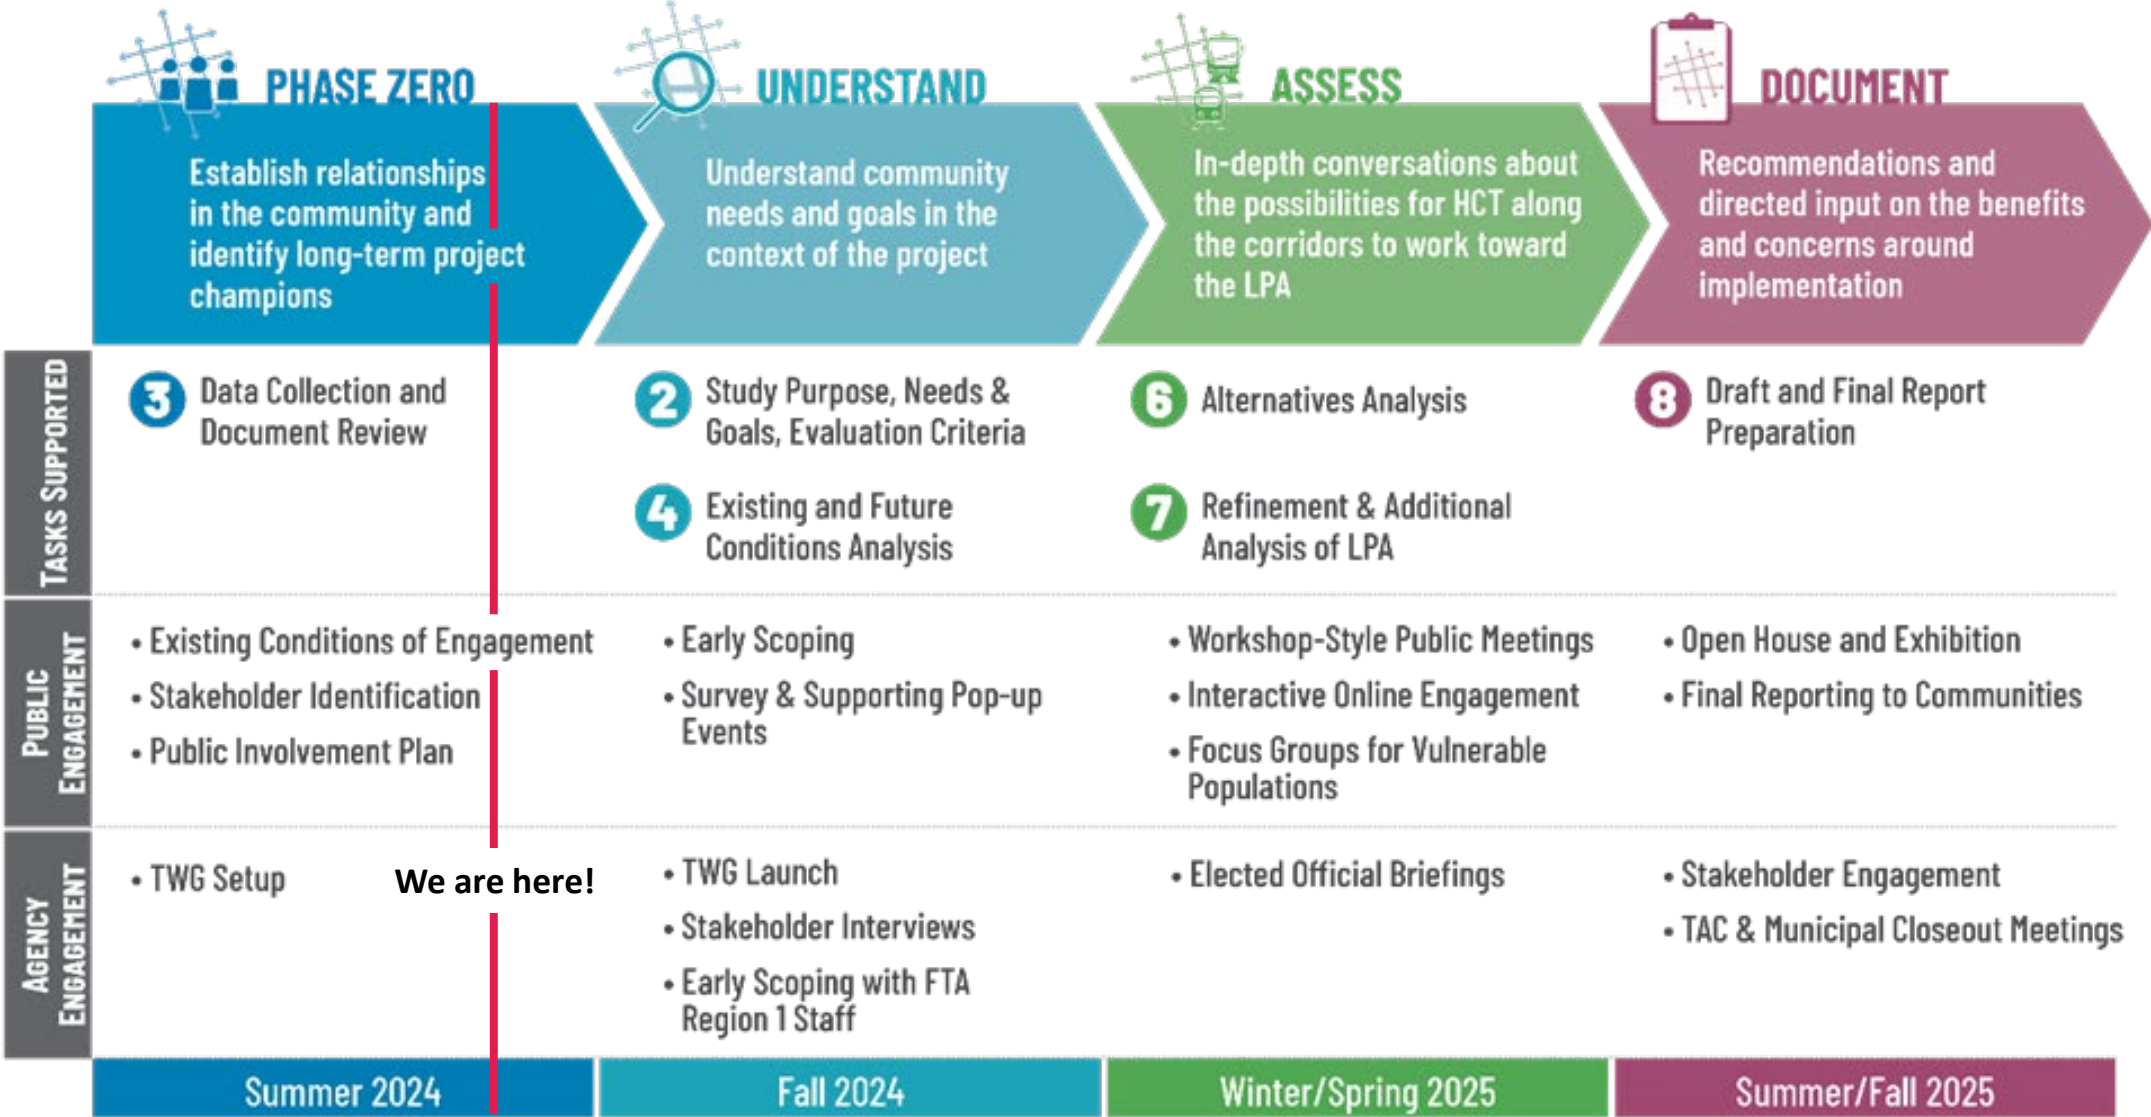 PHASE ZERO
Establish relationships
in the community and
identify long-term project
champions
UNDERSTAND
Understand community
needs and goals in the
context of the project
ASSESS
In-depth conversations about
the possibilities for HCT along
the corridors to work toward
the LPA
DOCUMENT
Recommendations and
directed input on the benefits
and concerns around
implementation
TASKS SUPPORTED
3 Data Collection and
Document Review
2 Study Purpose, Needs &
Goals, Evaluation Criteria
4 Existing and Future
Conditions Analysis
6 Alternatives Analysis
7 Refinement & Additional
Analysis of LPA
8 Draft and Final Report
Preparation
PUBLIC
ENGAGEMENT
• Existing Conditions of Engagement
• Stakeholder Identification
• Public Involvement Plan
• Early Scoping
• Survey & Supporting Pop-up
Events
• Workshop-Style Public Meetings
• Interactive Online Engagement
• Focus Groups for Vulnerable
Populations
• Open House and Exhibition
• Final Reporting to Communities
AGENCY
ENGAGEMENT
• TWG Setup
We are here!
• TWG Launch
• Stakeholder Interviews
• Early Scoping with FTA
Region 1 Staff
• Elected Official Briefings
• Stakeholder Engagement
• TAC & Municipal Closeout Meetings
Summer 2024
Fall 2024
Winter/Spring 2025
Summer/Fall 2025